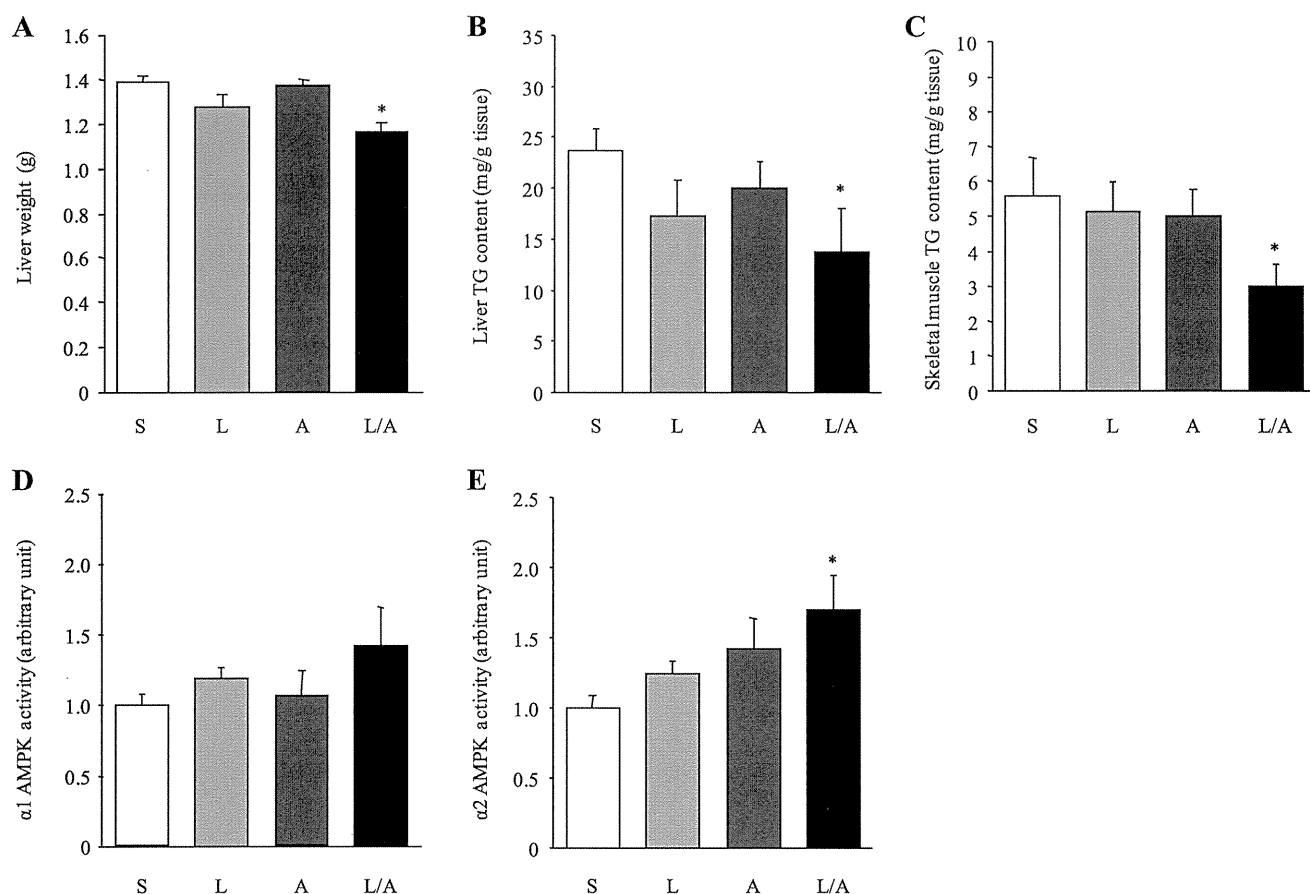 A
Liver weight (g)
1.6
1.4
1.2
1.0
0.8
0.6
0.4
0.2
0
*
S L A L/A
B
Liver TG content (mg/g tissue)
35
30
25
20
15
10
5
0
*
S L A L/A
C
Skeletal muscle TG content (mg/g tissue)
10
9
8
7
6
5
4
3
2
1
0
*
S L A L/A
D
α1 AMPK activity (arbitrary unit)
2.5
2.0
1.5
1.0
0.5
0
S L A L/A
E
α2 AMPK activity (arbitrary unit)
2.5
2.0
1.5
1.0
0.5
0
*
S L A L/A